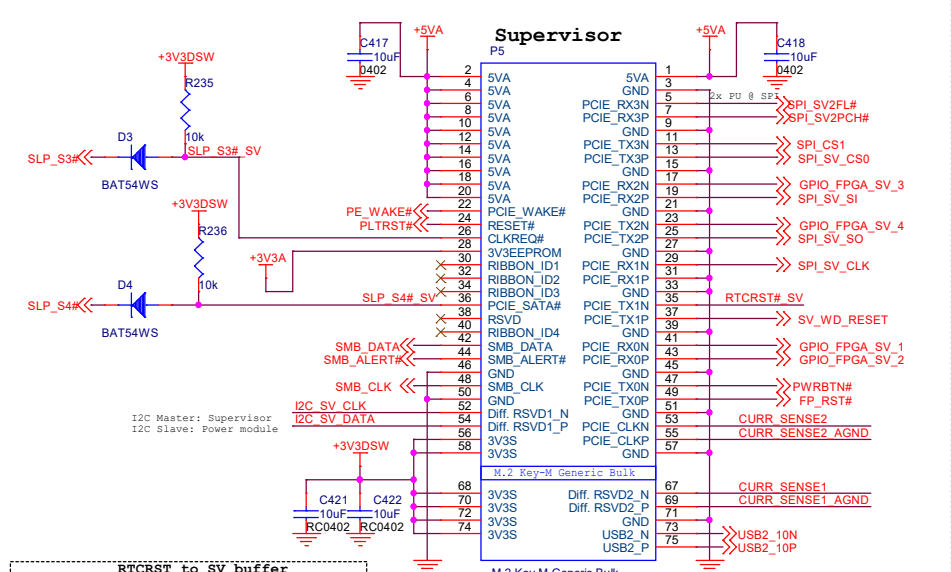 Supervisor
P5
+5VA
C417
10uF
0402
+5VA
C418
10uF
0402
+3V3DSW
R235
10k
D3
SLP_S3#
BAT54WS
SLP_S3#_SV
+3V3DSW
R236
10k
D4
SLP_S4#
BAT54WS
SLP_S4#_SV
+3V3A
PE_WAKE#
PLTRST#
SMB_DATA
SMB_ALERT#
SMB_CLK
I2C_SV_CLK
I2C_SV_DATA
I2C Master: Supervisor
I2C Slave: Power module
+3V3DSW
C421
10uF
RC0402
C422
10uF
RC0402
2 5VA
4 5VA
6 5VA
8 5VA
10 5VA
12 5VA
14 5VA
16 5VA
18 5VA
20 5VA
22 PCIE_WAKE#
24 RESET#
26 CLKREQ#
28 3V3EEPROM
30 RIBBON_ID1
32 RIBBON_ID2
34 RIBBON_ID3
36 PCIE_SATA#
38 RSVD
40 RIBBON_ID4
42 SMB_DATA
44 SMB_ALERT#
46 GND
48 SMB_CLK
50 GND
52 Diff. RSVD1_N
54 Diff. RSVD1_P
56 3V3S
58 3V3S
M.2 Key-M Generic Bulk
68 3V3S
70 3V3S
72 3V3S
74 3V3S
5VA 1
GND 3
2x PU @ SPI
PCIE_RX3N 5 SPI_SV2FL#
PCIE_RX3P 7 SPI_SV2PCH#
GND 9
PCIE_TX3N 11 SPI_CS1
PCIE_TX3P 13 SPI_SV_CS0
GND 15
PCIE_RX2N 17 GPIO_FPGA_SV_3
PCIE_RX2P 19 SPI_SV_SI
GND 21
PCIE_TX2N 23 GPIO_FPGA_SV_4
PCIE_TX2P 25 SPI_SV_SO
GND 27
PCIE_RX1N 29 SPI_SV_CLK
PCIE_RX1P 31
GND 33
PCIE_TX1N 35 RTCRST#_SV
PCIE_TX1P 37 SV_WD_RESET
GND 39
PCIE_RX0N 41 GPIO_FPGA_SV_1
PCIE_RX0P 43 GPIO_FPGA_SV_2
GND 45
PCIE_TX0N 47 PWRBTN#
PCIE_TX0P 49 FP_RST#
GND 51
PCIE_CLKN 53 CURR_SENSE2
PCIE_CLKP 55 CURR_SENSE2_AGND
GND 57
Diff. RSVD2_N 67 CURR_SENSE1
Diff. RSVD2_P 69 CURR_SENSE1_AGND
GND 71
USB2_N 73 USB2_10N
USB2_P 75 USB2_10P
RTCRST to SV buffer
M.2 Key M Generic Bulk